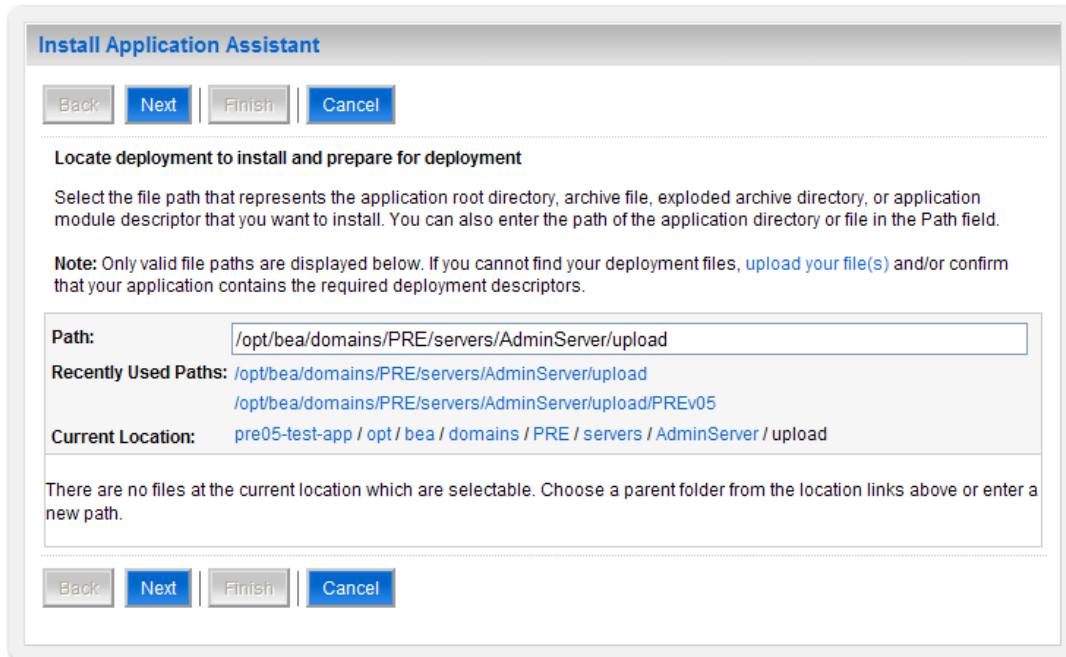 Install Application Assistant
Back Next Finish Cancel
Locate deployment to install and prepare for deployment
Select the file path that represents the application root directory, archive file, exploded archive directory, or application
module descriptor that you want to install. You can also enter the path of the application directory or file in the Path field.
Note: Only valid file paths are displayed below. If you cannot find your deployment files, upload your file(s) and/or confirm
that your application contains the required deployment descriptors.
Path: /opt/bea/domains/PRE/servers/AdminServer/upload
Recently Used Paths: /opt/bea/domains/PRE/servers/AdminServer/upload
/opt/bea/domains/PRE/servers/AdminServer/upload/PREv05
Current Location: pre05-test-app / opt / bea / domains / PRE / servers / AdminServer / upload
There are no files at the current location which are selectable. Choose a parent folder from the location links above or enter a
new path.
Back Next Finish Cancel